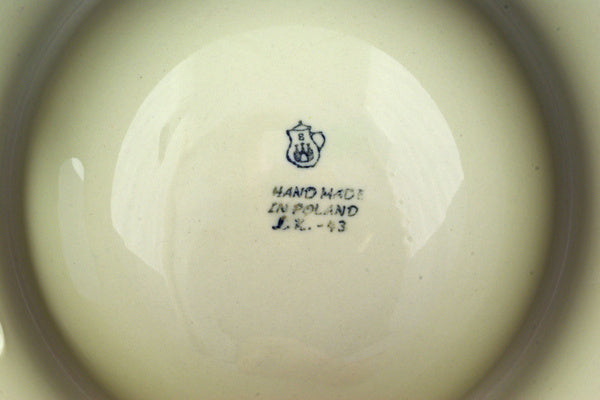 HAND MADE
IN POLAND
J.K. - 43